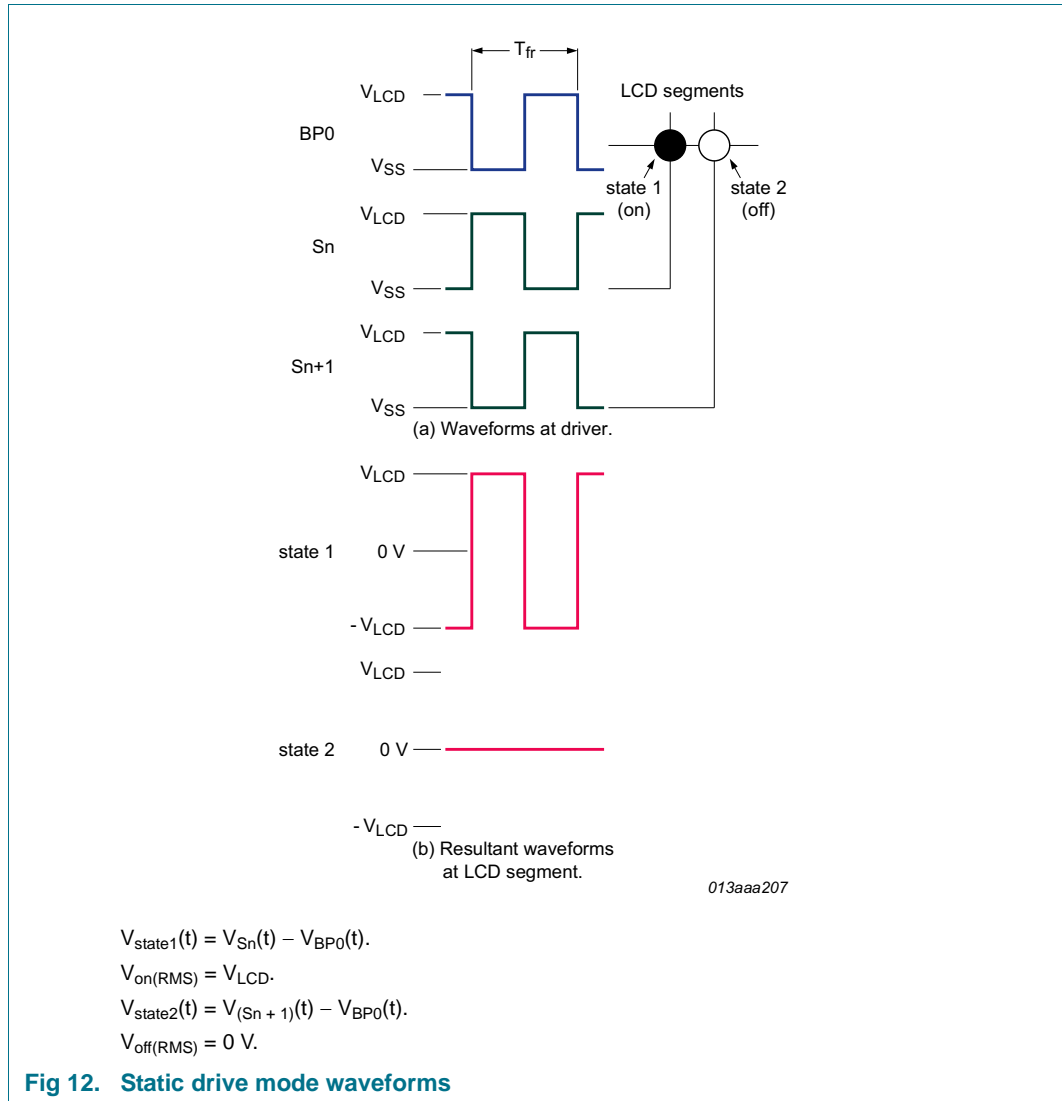 Tfr
VLCD
LCD segments
BP0
VSS
state 1
(on)
state 2
(off)
VLCD
Sn
VSS
VLCD
Sn+1
VSS
(a) Waveforms at driver.
VLCD
state 1 0 V
- VLCD
VLCD
state 2 0 V
- VLCD
(b) Resultant waveforms
at LCD segment.
013aaa207
Vstate1(t) = VSn(t) − VBP0(t).
Von(RMS) = VLCD.
Vstate2(t) = V(Sn + 1)(t) − VBP0(t).
Voff(RMS) = 0 V.
Fig 12. Static drive mode waveforms